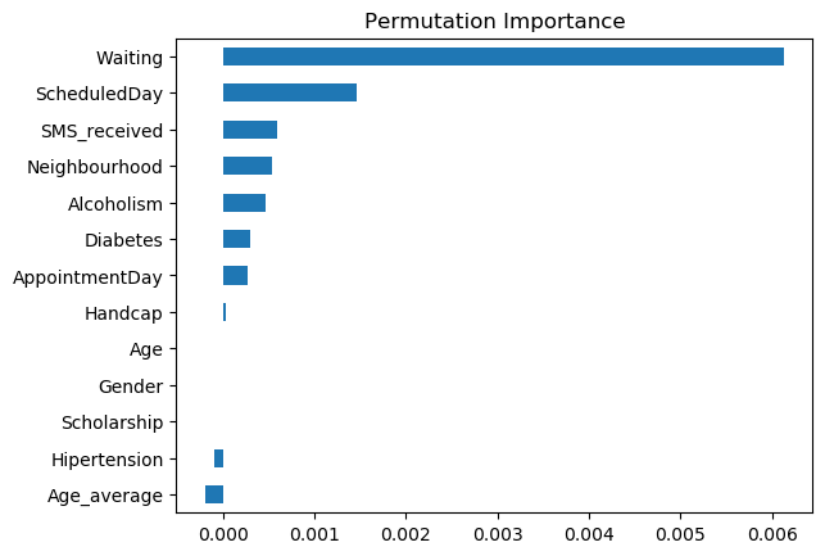 Permutation Importance
Waiting
ScheduledDay
SMS_received
Neighbourhood
Alcoholism
Diabetes
AppointmentDay
Handcap
Age
Gender
Scholarship
Hipertension
Age_average
0.000 0.001 0.002 0.003 0.004 0.005 0.006